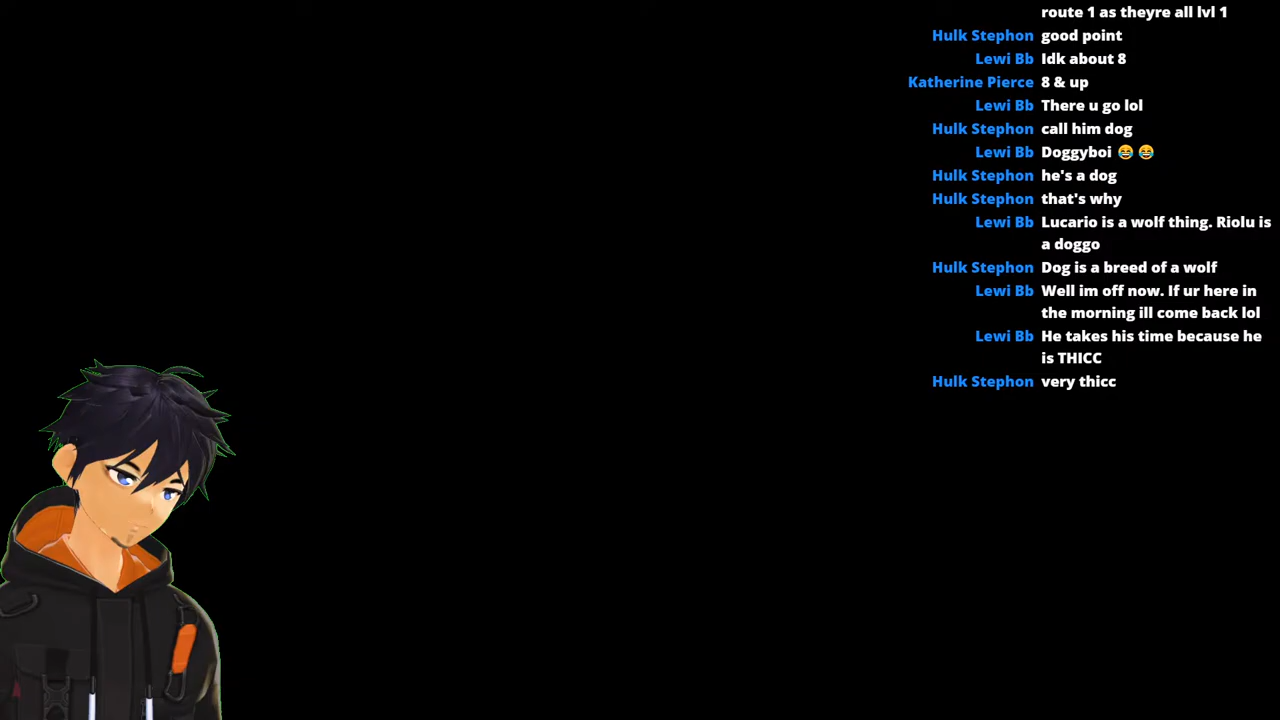 route 1 as theyre all lvl 1
Hulk Stephon good point
Lewi Bb Idk about 8
Katherine Pierce 8 & up
Lewi Bb There u go lol
Hulk Stephon call him dog
Lewi Bb Doggyboi 😂 😂
Hulk Stephon he's a dog
Hulk Stephon that's why
Lewi Bb Lucario is a wolf thing. Riolu is
a doggo
Hulk Stephon Dog is a breed of a wolf
Lewi Bb Well im off now. If ur here in
the morning ill come back lol
Lewi Bb He takes his time because he
is THICC
Hulk Stephon very thicc